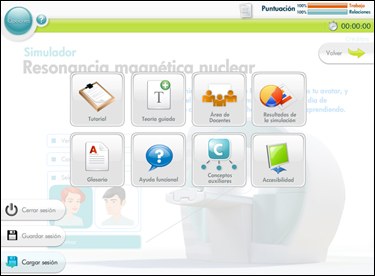 Puntuación
100% Trabajo
100% Relaciones
00:00:00
Simulador
Volver
Resonancia magnética nuclear
Tutorial
Teoría guiada
Área de Docentes
Resultados de la simulación
Glosario
Ayuda funcional
Conceptos auxiliares
Accesibilidad
Cerrar sesión
Guardar sesión
Cargar sesión